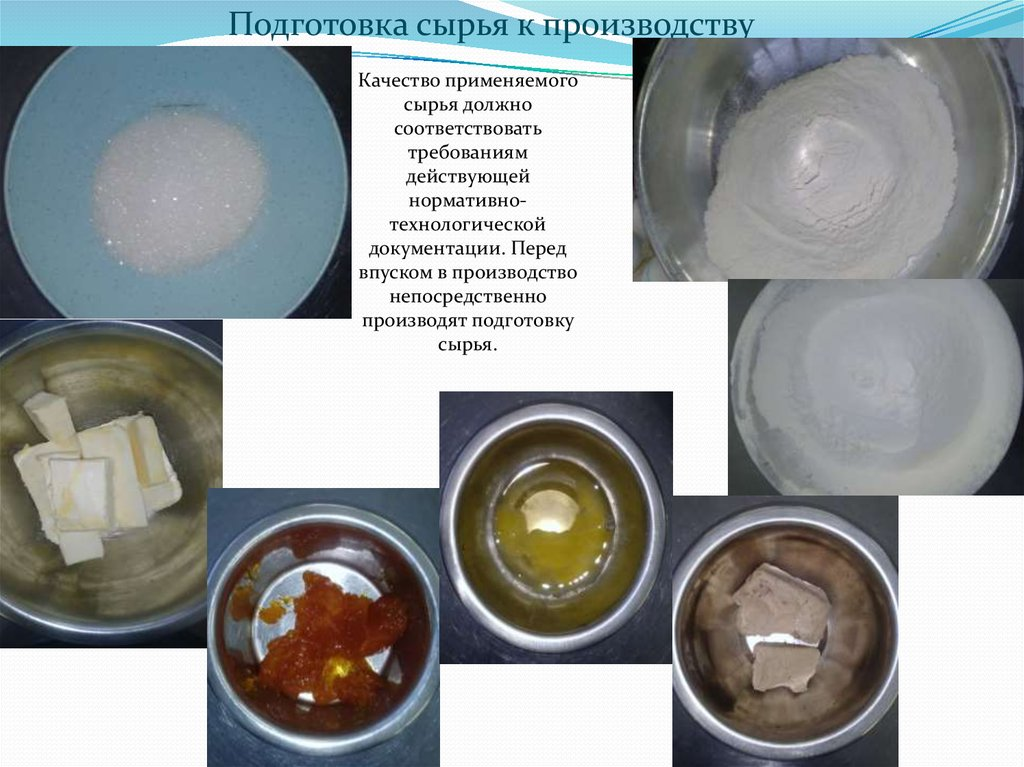 Подготовка сырья к производству
Качество применяемого
сырья должно
соответствовать
требованиям
действующей
нормативно-
технологической
документации. Перед
впуском в производство
непосредственно
производят подготовку
сырья.